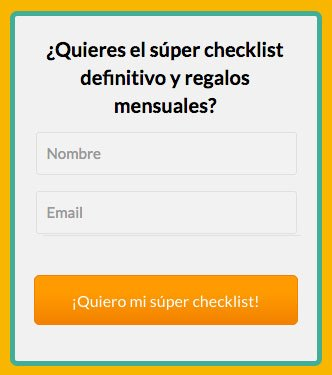 ¿Quieres el súper checklist
definitivo y regalos
mensuales?
Nombre
Email
¡Quiero mi súper checklist!